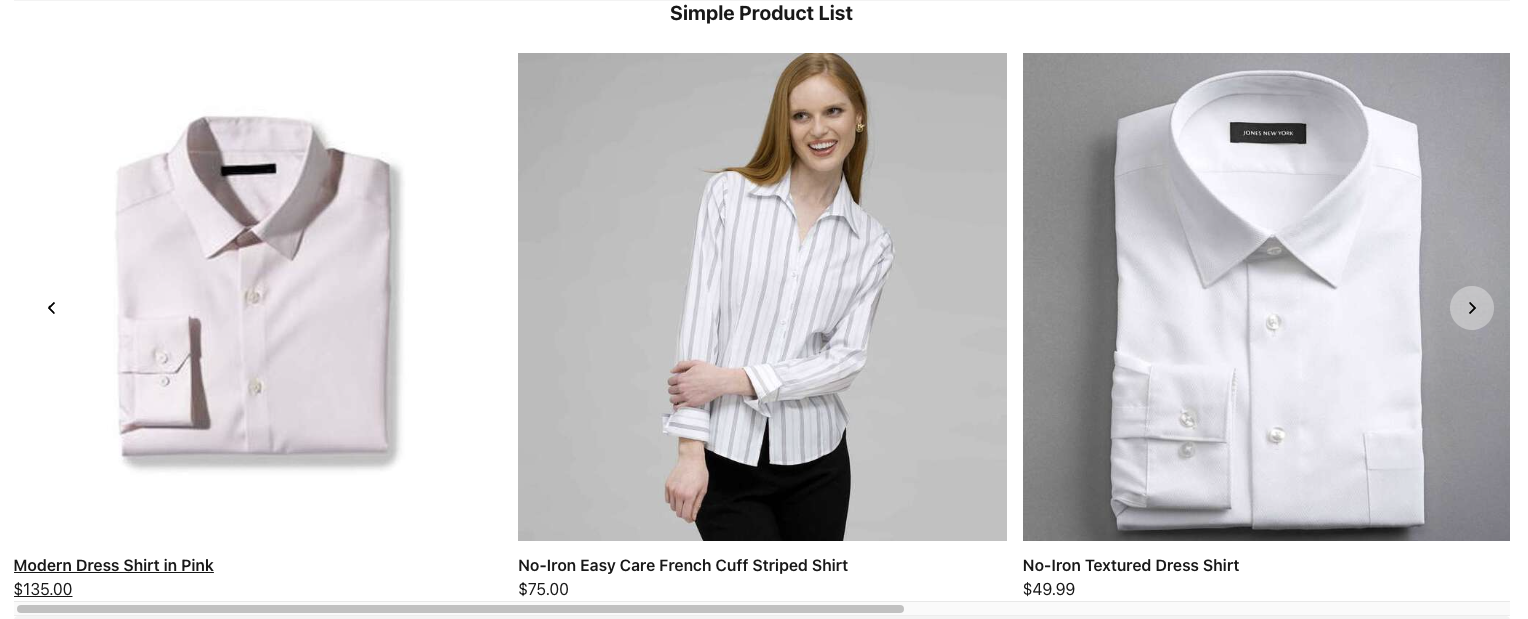 Simple Product List
JONES NEW YORK
Modern Dress Shirt in Pink
$135.00
No-Iron Easy Care French Cuff Striped Shirt
$75.00
No-Iron Textured Dress Shirt
$49.99